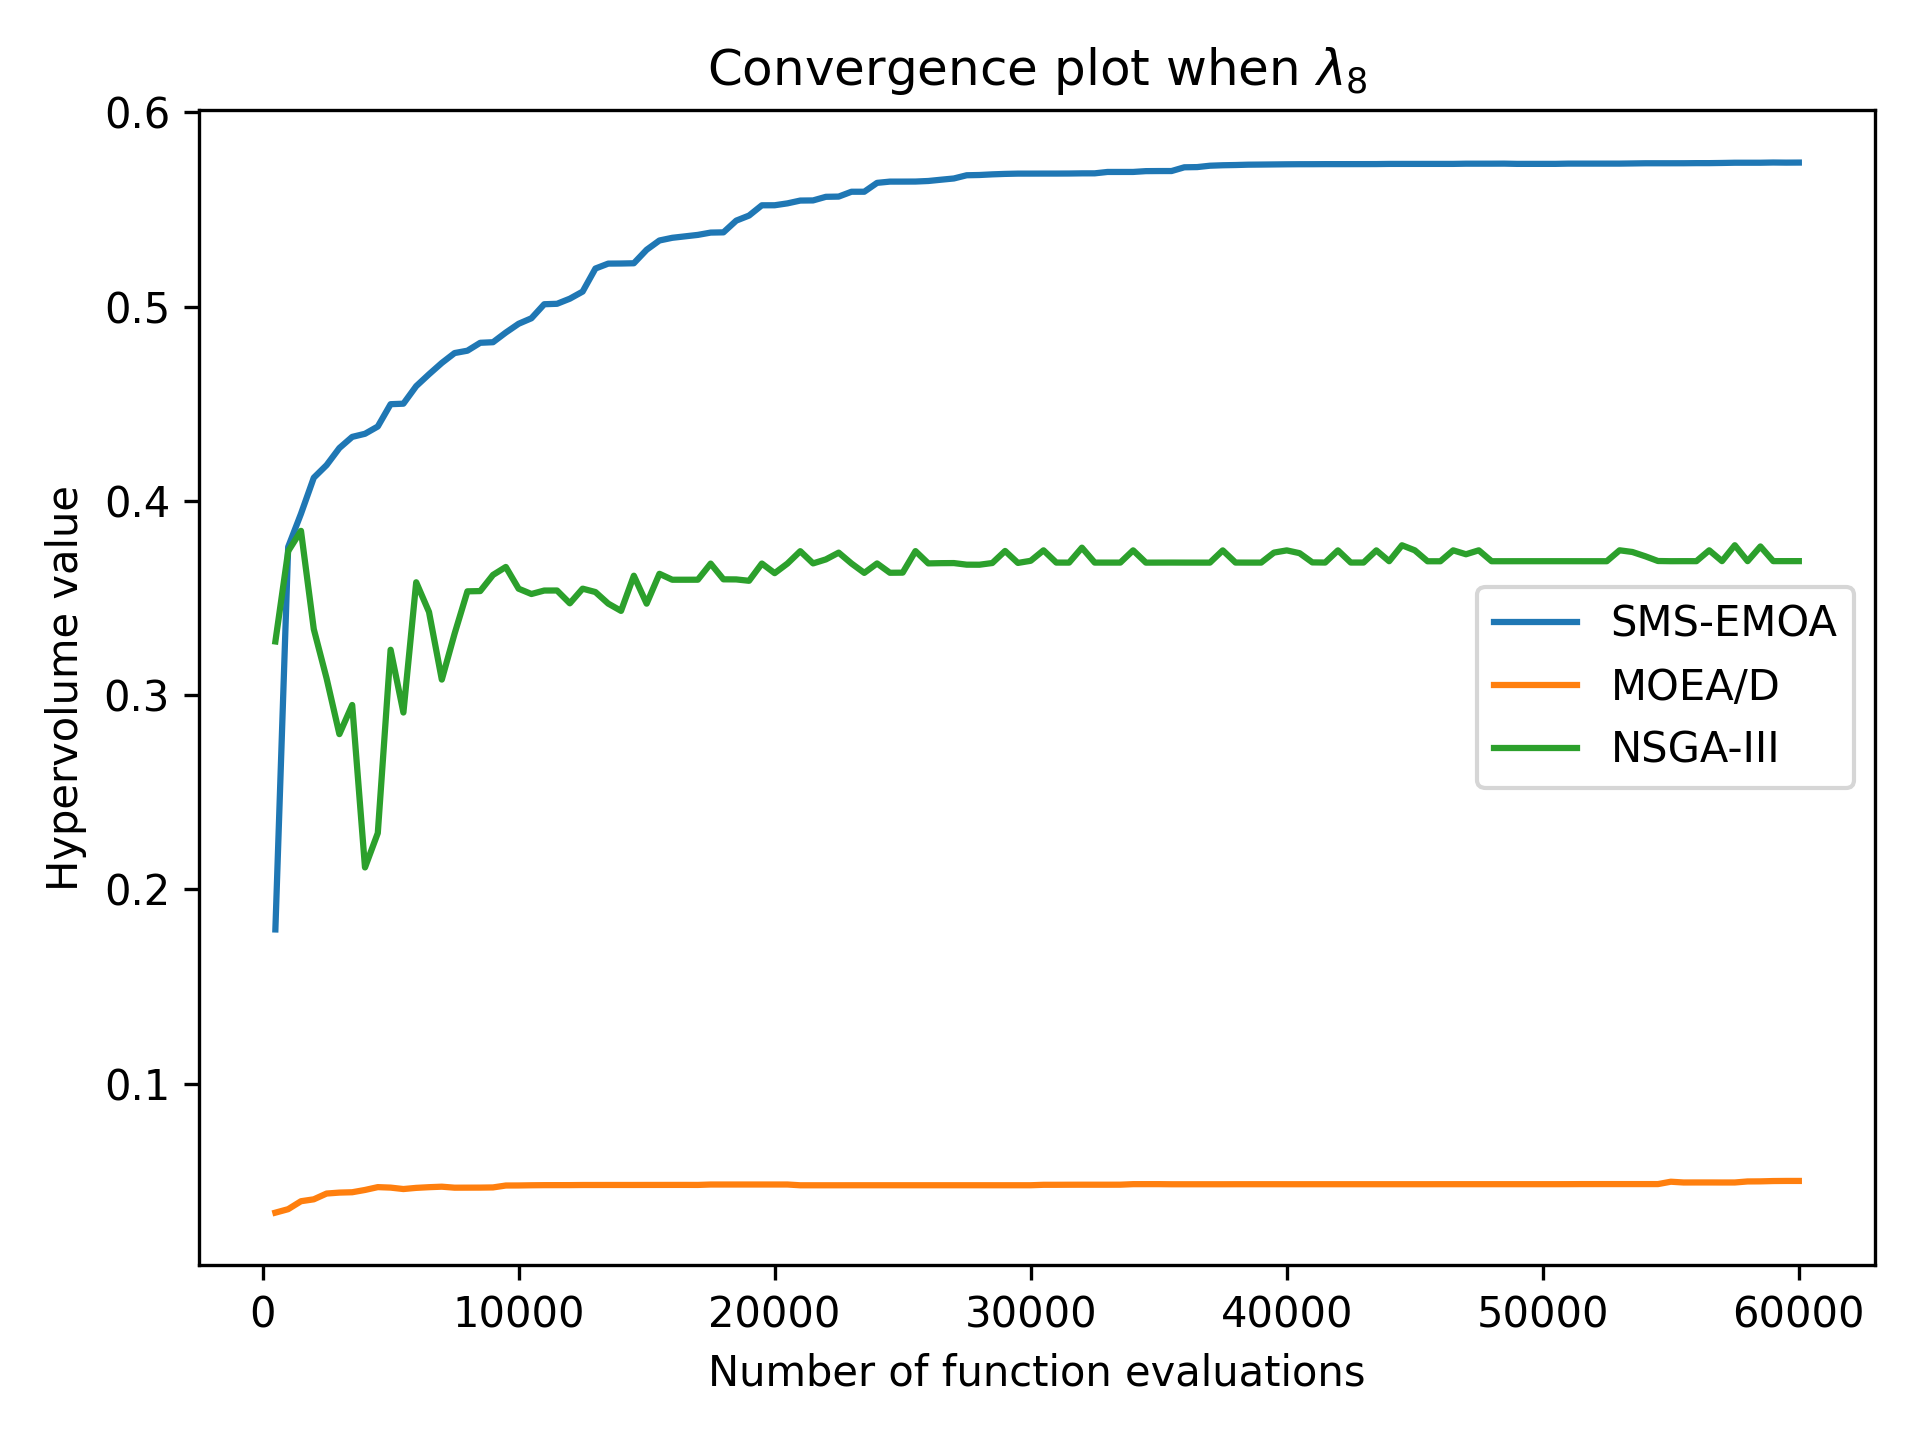 Convergence plot when λ₈
0.6
0.5
0.4
0.3
0.2
0.1
Hypervolume value
SMS-EMOA
MOEA/D
NSGA-III
0 10000 20000 30000 40000 50000 60000
Number of function evaluations